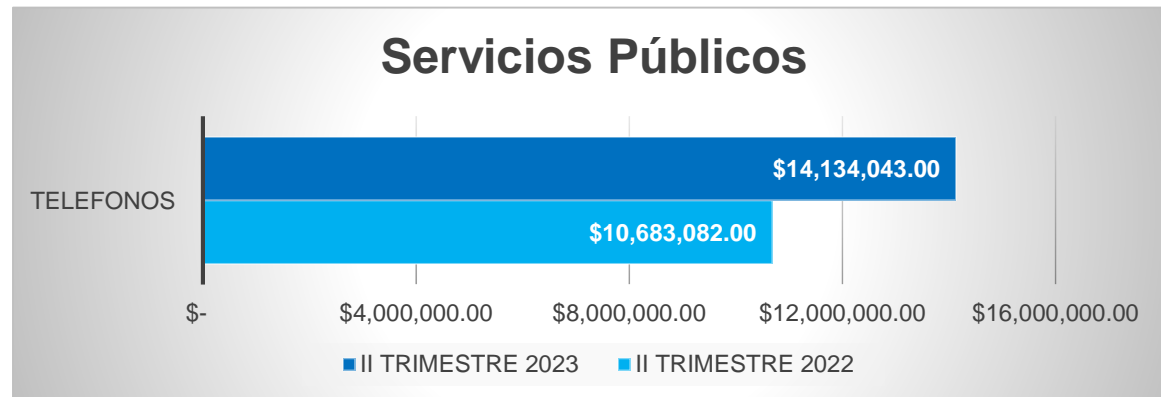 Servicios Públicos
TELEFONOS
$14,134,043.00
$10,683,082.00
$- $4,000,000.00 $8,000,000.00 $12,000,000.00 $16,000,000.00
II TRIMESTRE 2023 II TRIMESTRE 2022